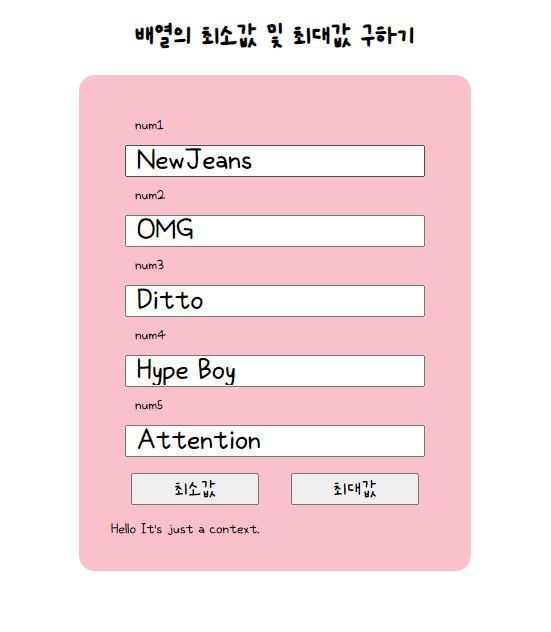 배열의 최소값 및 최대값 구하기
num1
NewJeans
num2
OMG
num3
Ditto
num4
Hype Boy
num5
Attention
최소값 최대값
Hello It's just a context.